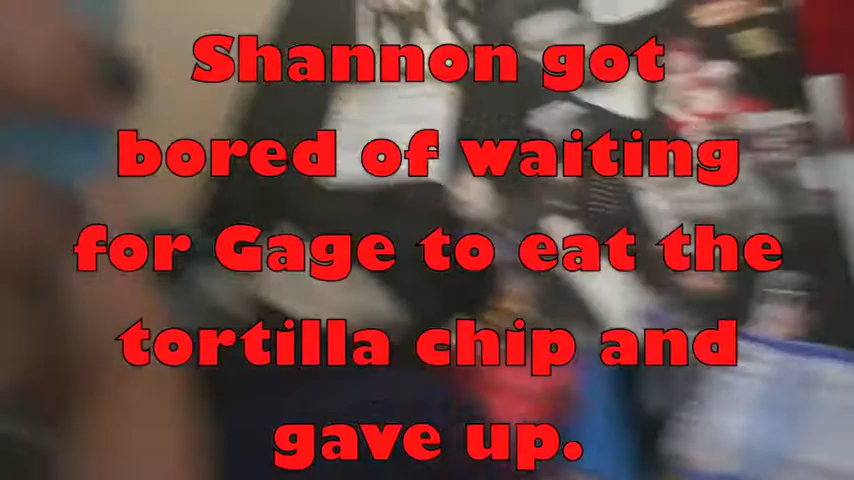 Shannon got
bored of waiting
for Gage to eat the
tortilla chip and
gave up.